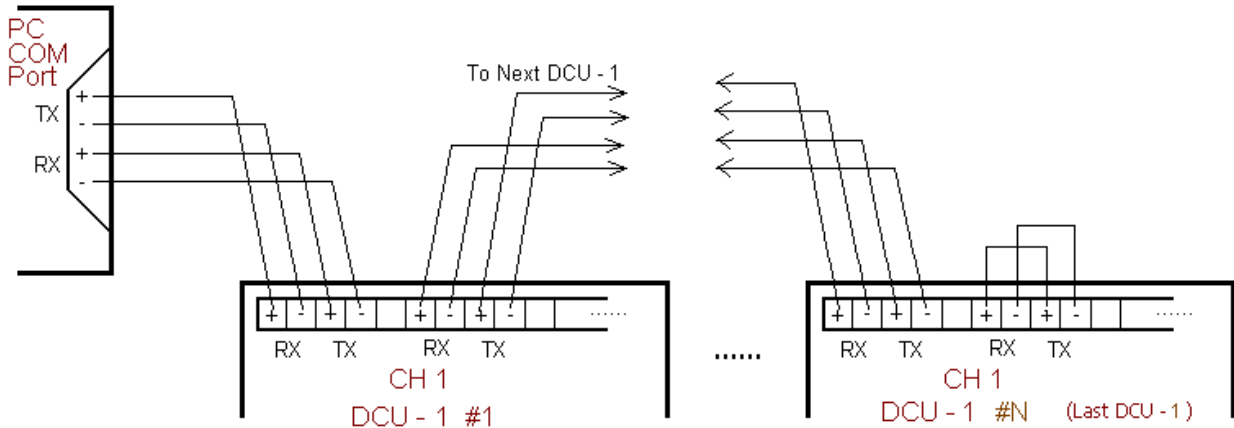 PC
COM
Port
+
TX
-
+
RX
-
To Next DCU - 1
+ - + - + - + - ......
RX TX RX TX
CH 1
DCU - 1 #1
......
+ - + - + - + - ......
RX TX RX TX
CH 1
DCU - 1 #N (Last DCU - 1 )